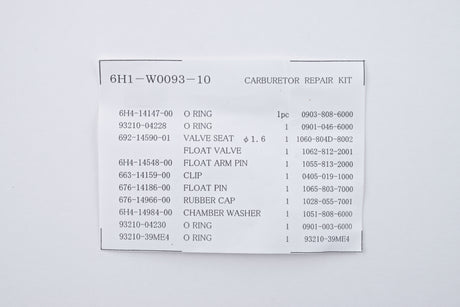 6H1-W0093-10 CARBURETOR REPAIR KIT
6H4-14147-00 O RING 1pc 0903-808-6000
93210-04228 O RING 1 0901-046-6000
692-14590-01 VALVE SEAT φ1.6 1 1060-804D-8002
FLOAT VALVE 1 1062-812-2001
6H4-14548-00 FLOAT ARM PIN 1 1055-813-2000
663-14159-00 CLIP 1 0405-019-1000
676-14186-00 FLOAT PIN 1 1065-803-7000
676-14966-00 RUBBER CAP 1 1028-055-7001
6H4-14984-00 CHAMBER WASHER 1 1051-808-6000
93210-04230 O RING 1 0901-003-6000
93210-39ME4 O RING 1 93210-39ME4